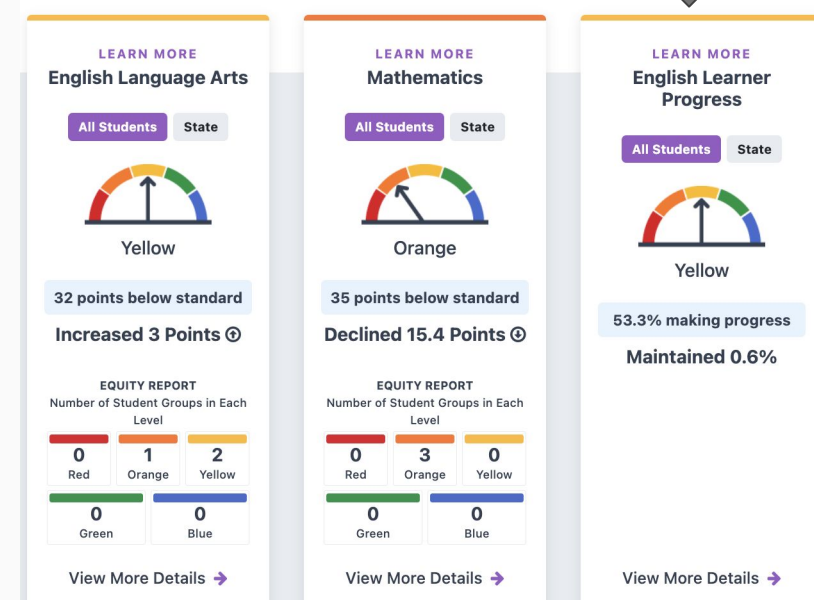 LEARN MORE
English Language Arts
All Students State
Yellow
32 points below standard
Increased 3 Points
EQUITY REPORT
Number of Student Groups in Each
Level
0 1 2
Red Orange Yellow
0 0
Green Blue
View More Details
LEARN MORE
Mathematics
All Students State
Orange
35 points below standard
Declined 15.4 Points
EQUITY REPORT
Number of Student Groups in Each
Level
0 3 0
Red Orange Yellow
0 0
Green Blue
View More Details
LEARN MORE
English Learner
Progress
All Students State
Yellow
53.3% making progress
Maintained 0.6%
View More Details